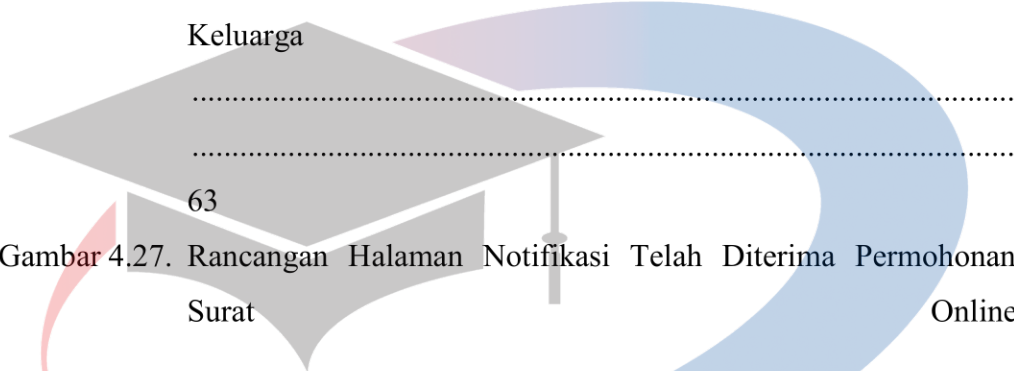 Keluarga
................................................................................................................
................................................................................................................
63
Gambar 4.27. Rancangan Halaman Notifikasi Telah Diterima Permohonan
Surat Online